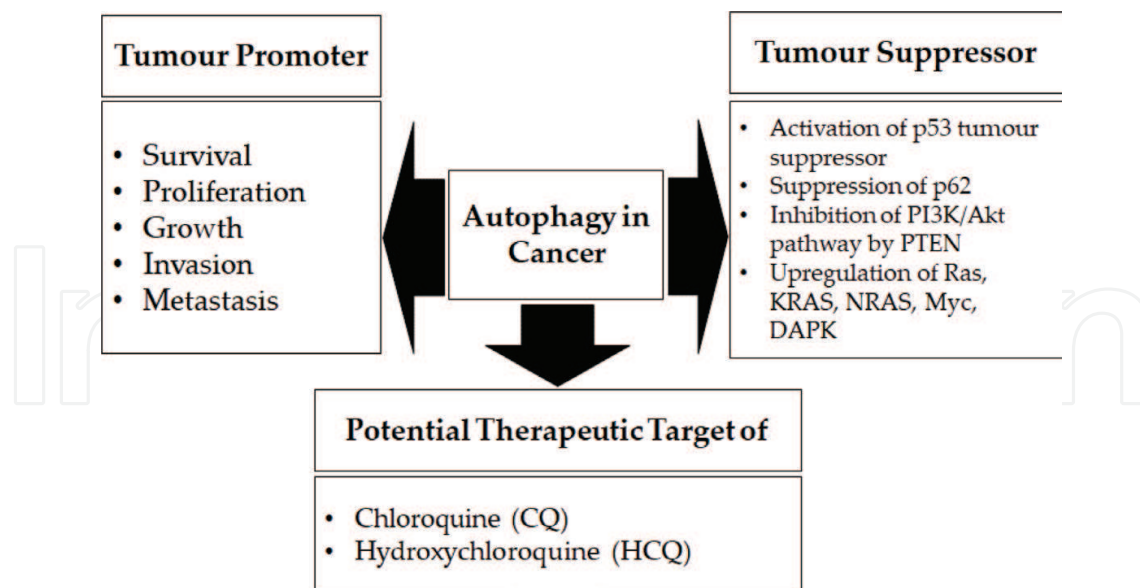 Tumour Promoter
• Survival
• Proliferation
• Growth
• Invasion
• Metastasis
Autophagy in
Cancer
Tumour Suppressor
• Activation of p53 tumour
suppressor
• Suppression of p62
• Inhibition of PI3K/Akt
pathway by PTEN
• Upregulation of Ras,
KRAS, NRAS, Myc,
DAPK
Potential Therapeutic Target of
• Chloroquine (CQ)
• Hydroxychloroquine (HCQ)